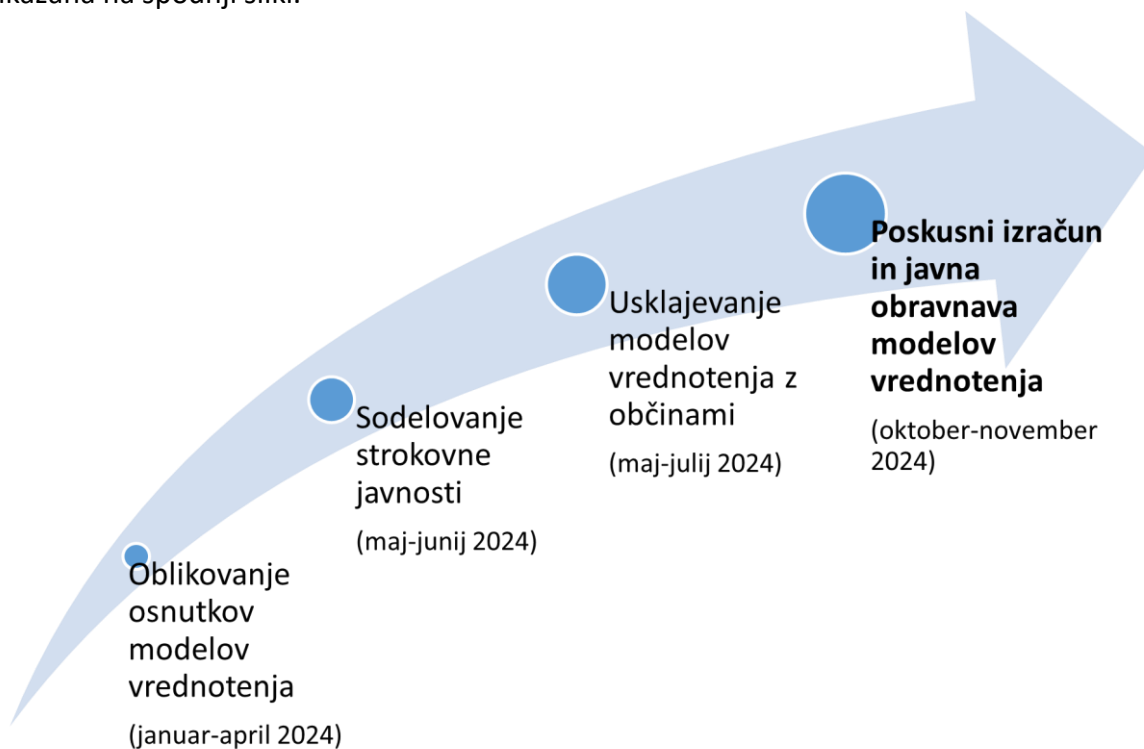 Oblikovanje
osnutkov
modelov
vrednotenja
(januar-april 2024)
Sodelovanje
strokovne
javnosti
(maj-junij 2024)
Usklajevanje
modelov
vrednotenja z
občinami
(maj-julij 2024)
Poskusni izračun
in javna
obravnava
modelov
vrednotenja
(oktober-november
2024)